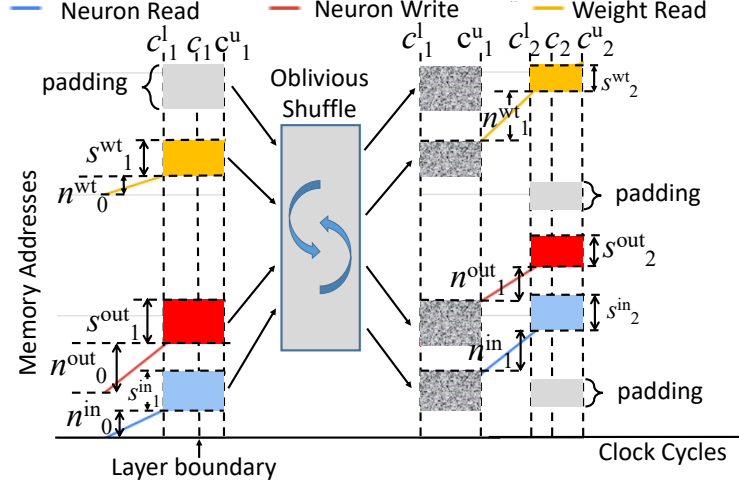 Neuron Read Neuron Write Weight Read
c^l_1 c_1 c^u_1 c^l_1 c^u_1 c^l_2 c_2 c^u_2
padding
Oblivious
Shuffle
s^wt_1
n^wt_0
s^out_1
n^out_0
s^in_1
n^in_0
n^wt_1
s^wt_2
padding
s^out_2
n^out_1
s^in_2
n^in_1
padding
Memory Addresses
Clock Cycles
Layer boundary